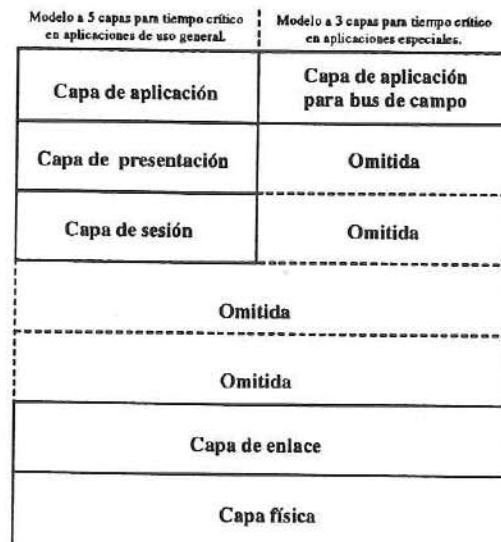 Modelo a 5 capas para tiempo crítico
en aplicaciones de uso general.
Modelo a 3 capas para tiempo crítico
en aplicaciones especiales.
Capa de aplicación
Capa de aplicación
para bus de campo
Capa de presentación
Omitida
Capa de sesión
Omitida
Omitida
Omitida
Capa de enlace
Capa física